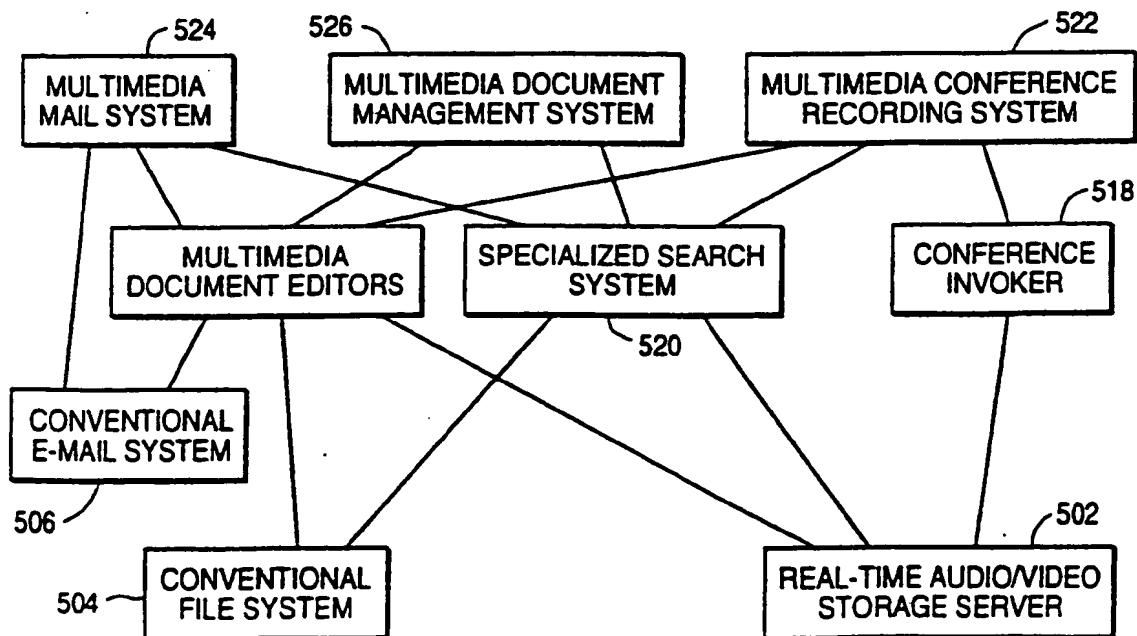 524
526
522
MULTIMEDIA
MAIL SYSTEM
MULTIMEDIA DOCUMENT
MANAGEMENT SYSTEM
MULTIMEDIA CONFERENCE
RECORDING SYSTEM
518
MULTIMEDIA
DOCUMENT EDITORS
SPECIALIZED SEARCH
SYSTEM
CONFERENCE
INVOKER
520
CONVENTIONAL
E-MAIL SYSTEM
506
502
504
CONVENTIONAL
FILE SYSTEM
REAL-TIME AUDIO/VIDEO
STORAGE SERVER